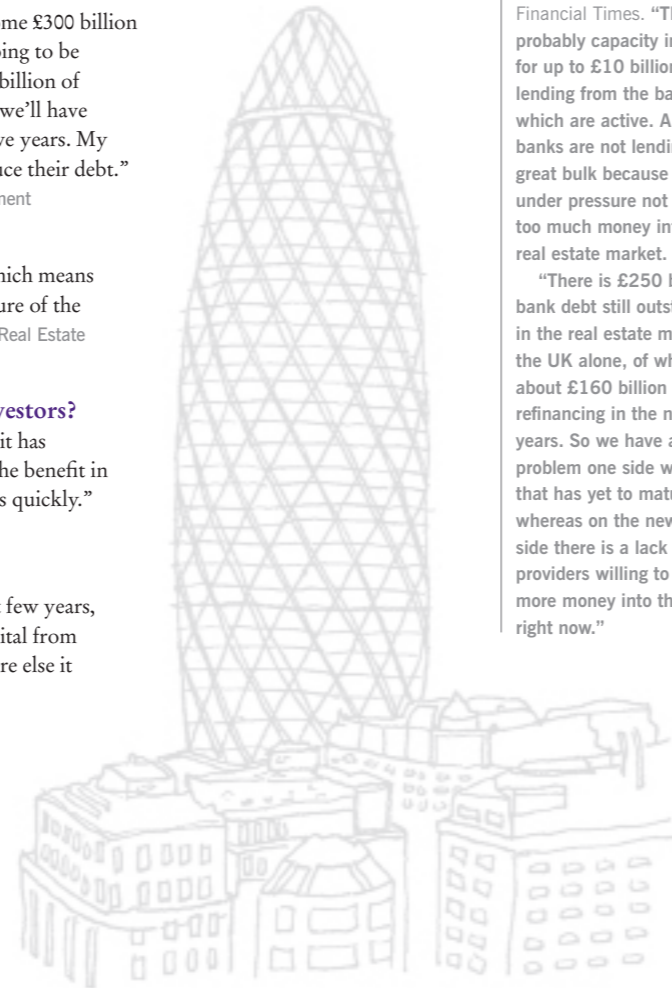 me £300 billion
ing to be
billion of
we’ll have
ve years. My
ce their debt.”
ment
hich means
ure of the
Real Estate
vestors?
it has
he benefit in
s quickly.”
few years,
ital from
re else it
Financial Times. “T
probably capacity i
for up to £10 billio
lending from the ba
which are active. A
banks are not lendi
great bulk because
under pressure not
too much money in
real estate market.
“There is £250 b
bank debt still outs
in the real estate m
the UK alone, of wh
about £160 billion
refinancing in the n
years. So we have a
problem one side w
that has yet to matu
whereas on the new
side there is a lack
providers willing to
more money into th
right now.”